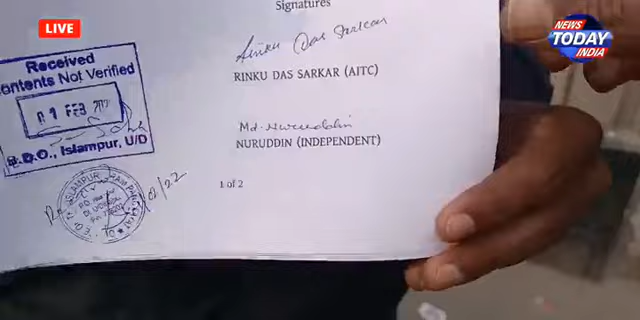 LIVE
NEWS
TODAY
INDIA
Signatures
Rinku Das Sarkar
RINKU DAS SARKAR (AITC)
Md. Nuruddin
NURUDDIN (INDEPENDENT)
1 of 2
Received
Contents Not Verified
01 FEB
B.D.O., Islampur, U/D